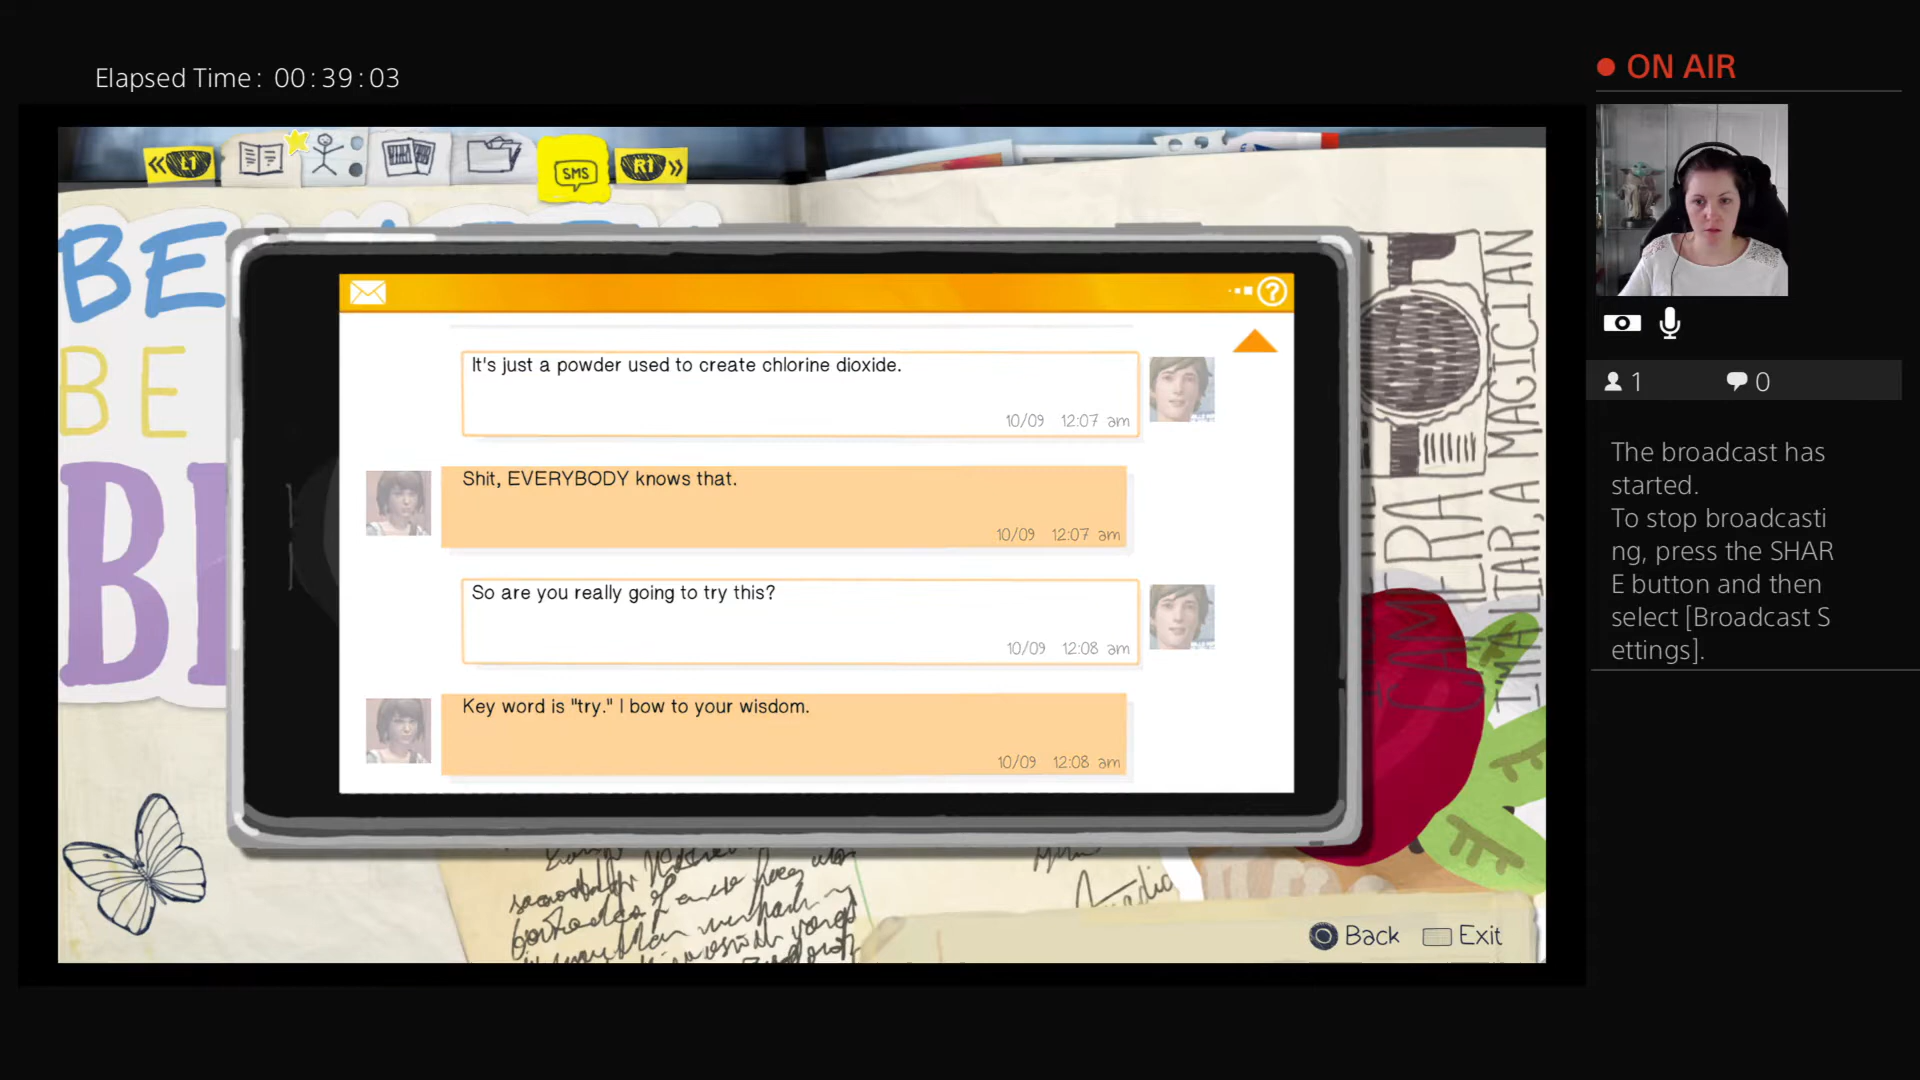 Elapsed Time: 00:39:03
ON AIR
L1
SMS
R1
BE
BE
?
It's just a powder used to create chlorine dioxide.
10/09 12:07 am
Shit, EVERYBODY knows that.
10/09 12:07 am
So are you really going to try this?
10/09 12:08 am
Key word is "try." I bow to your wisdom.
10/09 12:08 am
CAMERA
LIAR, A MAGICIAN
Back
Exit
1
0
The broadcast has
started.
To stop broadcasti
ng, press the SHAR
E button and then
select [Broadcast S
ettings].